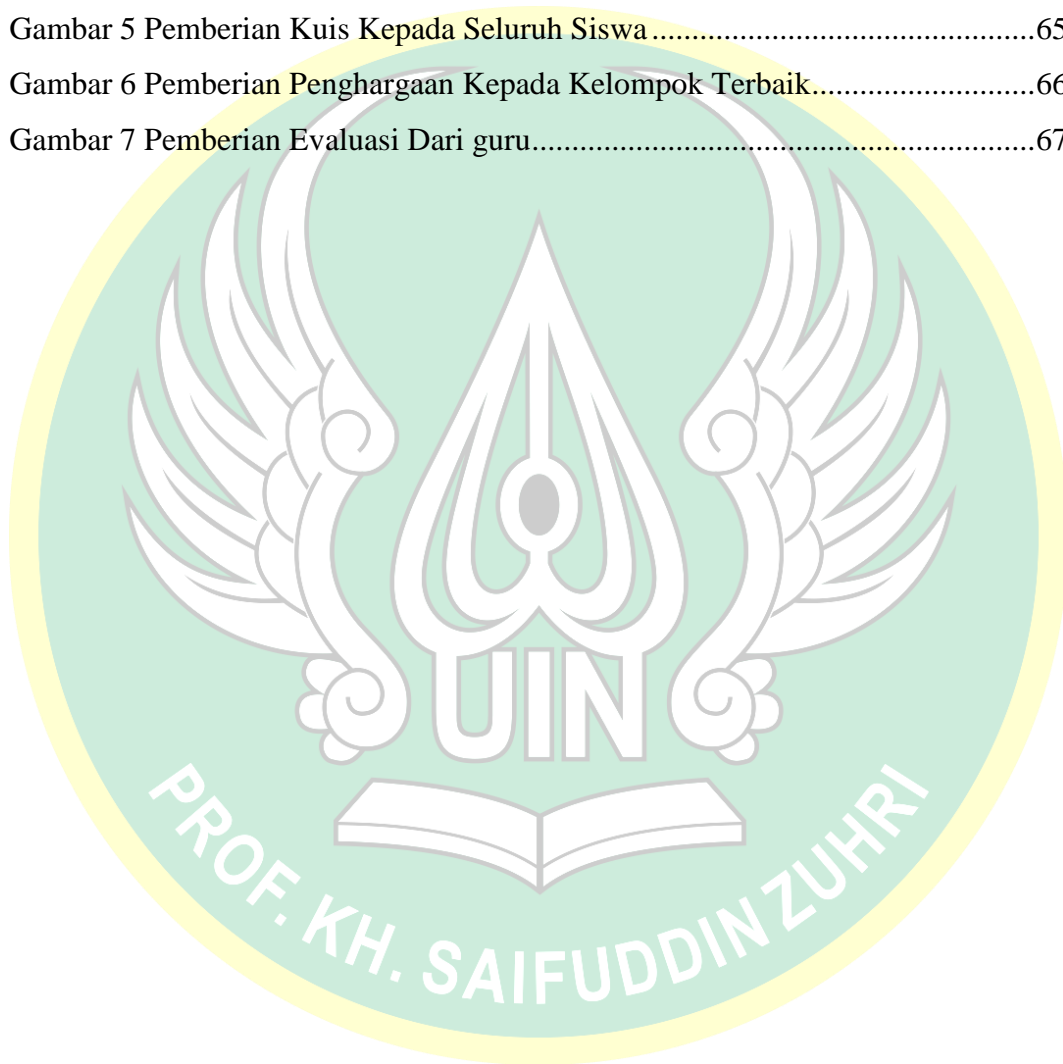 Gambar 5 Pemberian Kuis Kepada Seluruh Siswa................................................65
Gambar 6 Pemberian Penghargaan Kepada Kelompok Terbaik............................66
Gambar 7 Pemberian Evaluasi Dari guru...............................................................67
UIN
PROF. KH. SAIFUDDIN ZUHRI